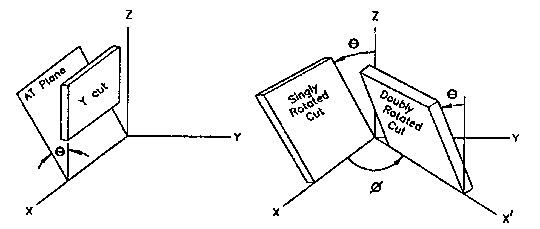 Z
AT Plane
Y cut
Y
θ
X
Z
θ
θ
Singly
Rotated
Cut
Doubly
Rotated
Cut
Y
Ø
X
X'